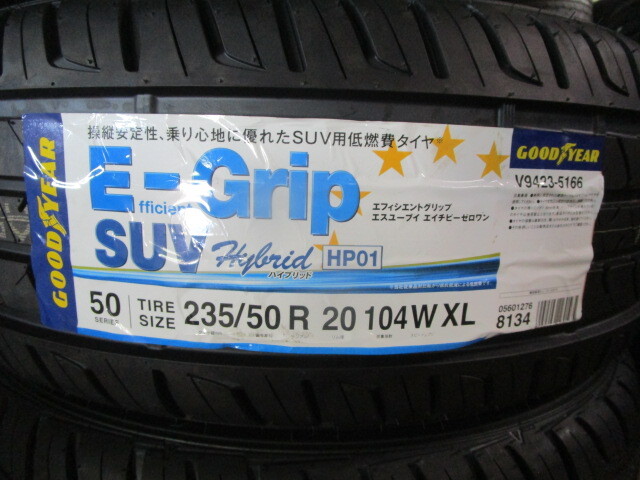 操縦安定性、乗り心地に優れたSUV用低燃費タイヤ
GOODYEAR
E-Grip
fficient
SUV Hybrid HP01
ハイブリッド
エフィシエントグリップ
エスユーブイ エイチピーゼロワン
GOODYEAR
V9423-5166
50
SERIES
TIRE
SIZE
235/50 R 20 104W XL
05601276
8134